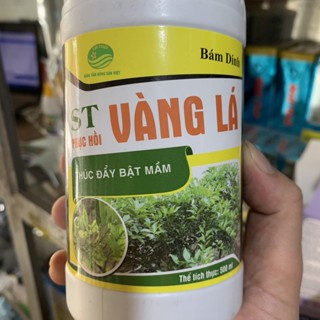 Bám Dính
ST
PHỤC HỒI
VÀNG LÁ
THÚC ĐẨY BẬT MẦM
Thể tích thực: 500 ml